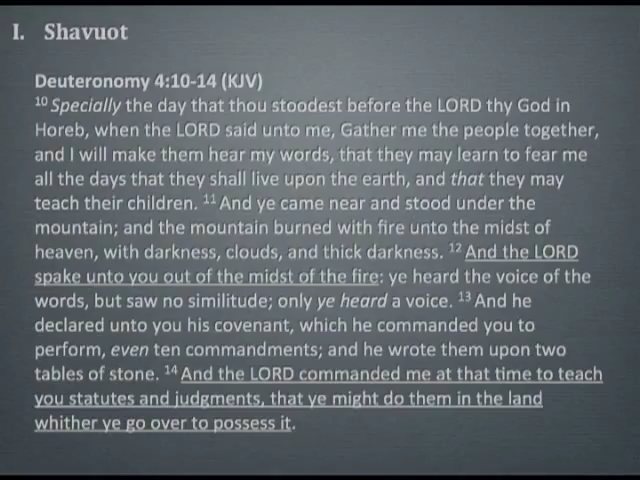 I. Shavuot
Deuteronomy 4:10-14 (KJV)
10 Specially the day that thou stoodest before the LORD thy God in
Horeb, when the LORD said unto me, Gather me the people together,
and I will make them hear my words, that they may learn to fear me
all the days that they shall live upon the earth, and that they may
teach their children. 11 And ye came near and stood under the
mountain; and the mountain burned with fire unto the midst of
heaven, with darkness, clouds, and thick darkness. 12 And the LORD
spake unto you out of the midst of the fire: ye heard the voice of the
words, but saw no similitude; only ye heard a voice. 13 And he
declared unto you his covenant, which he commanded you to
perform, even ten commandments; and he wrote them upon two
tables of stone. 14 And the LORD commanded me at that time to teach
you statutes and judgments, that ye might do them in the land
whither ye go over to possess it.